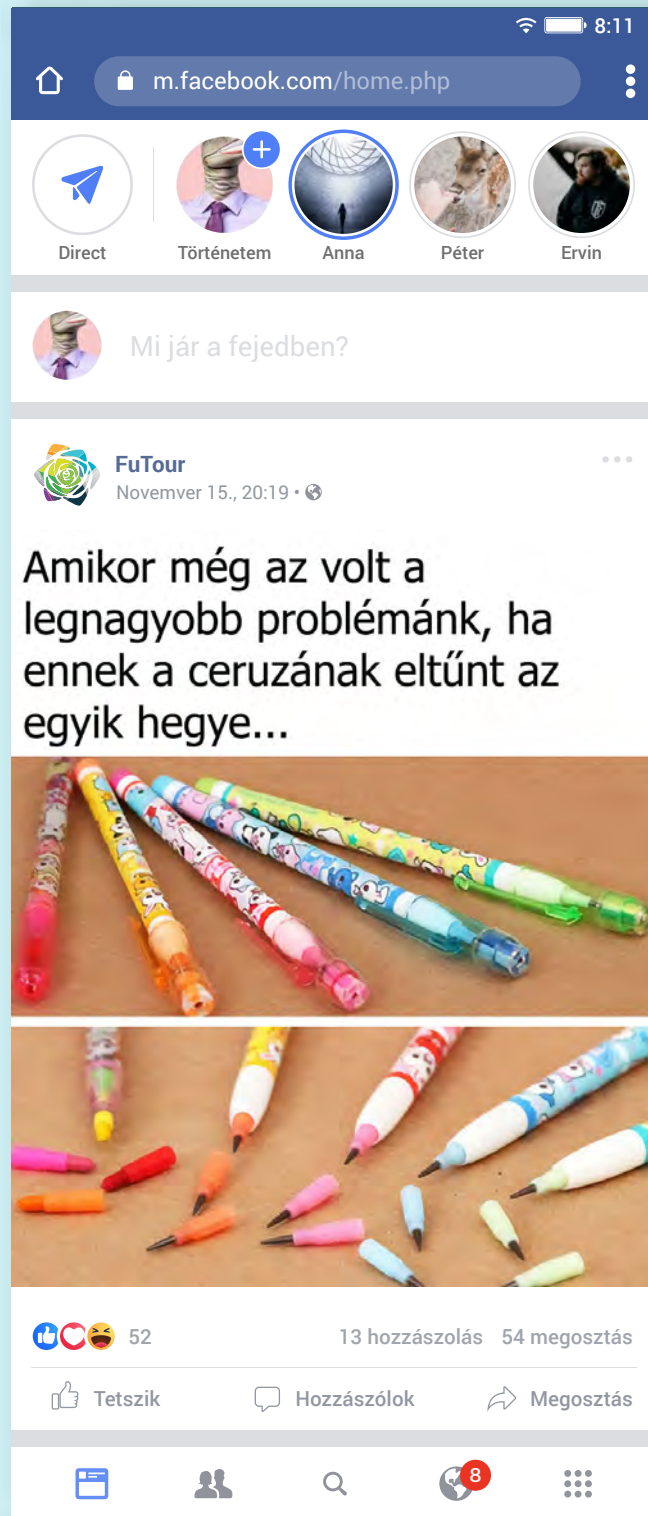 8:11
m.facebook.com/home.php
Direct
Történetem
Anna
Péter
Ervin
Mi jár a fejedben?
FuTour
Novemver 15., 20:19 •
Amikor még az volt a
legnagyobb problémánk, ha
ennek a ceruzának eltűnt az
egyik hegye...
52
13 hozzászólás 54 megosztás
Tetszik
Hozzászólok
Megosztás
8